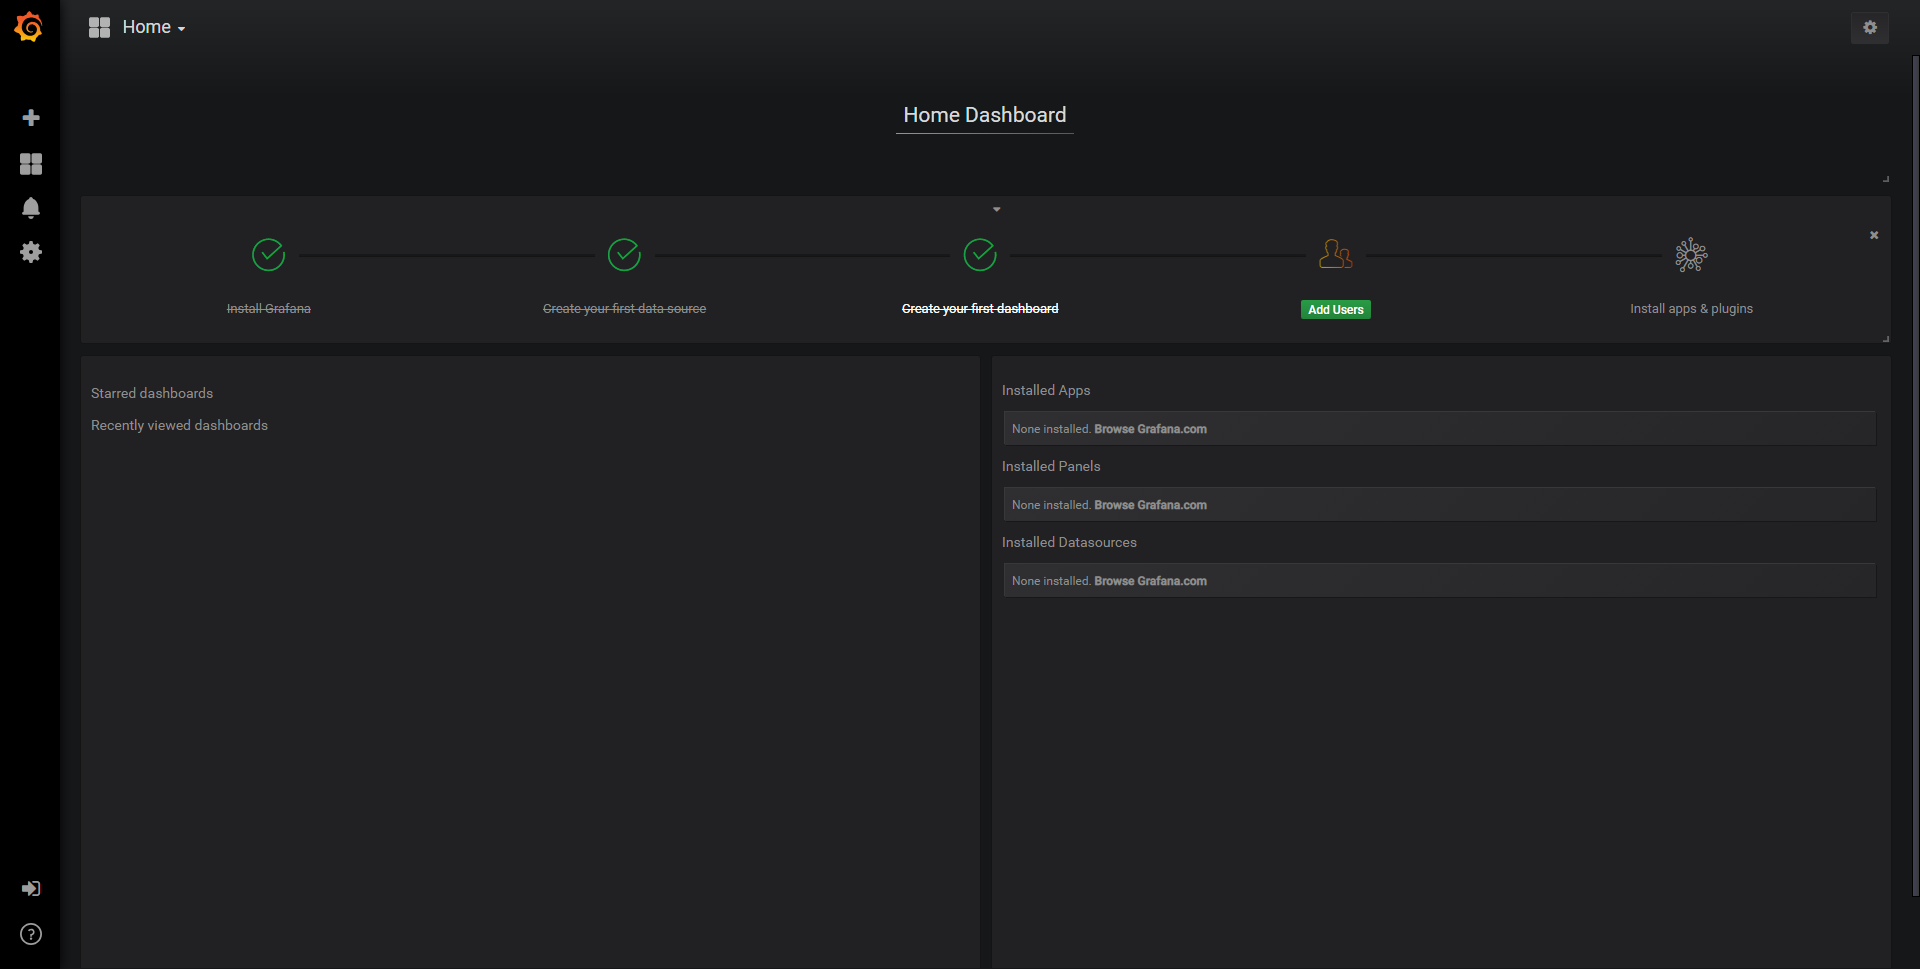 Home
Home Dashboard
Install Grafana
Create your first data source
Create your first dashboard
Add Users
Install apps & plugins
Starred dashboards
Recently viewed dashboards
Installed Apps
None installed. Browse Grafana.com
Installed Panels
None installed. Browse Grafana.com
Installed Datasources
None installed. Browse Grafana.com